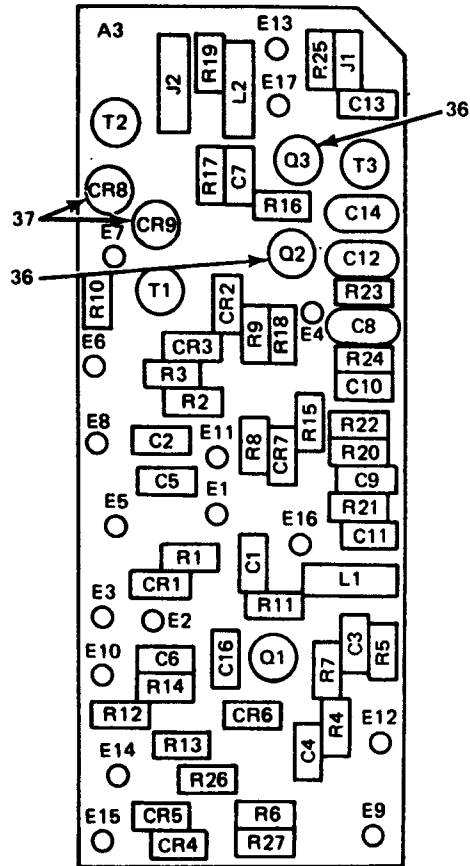 A3
E13
J2
R19
L2
R25
J1
E17
C13
36
T2
Q3
T3
R17
C7
CR8
R16
C14
37
CR9
E7
36
Q2
C12
R10
T1
CR2
R23
E4
C8
R9
R18
CR3
E6
R24
R3
C10
R2
R15
R22
E8
C2
E11
R8
CR7
R20
C5
C9
E5
E1
R21
E16
C11
R1
C1
CR1
L1
E3
E2
R11
E10
C6
C16
Q1
R7
C3
R5
R14
R12
CR6
R4
E12
R13
C4
E14
R26
E15
CR5
R6
E9
CR4
R27